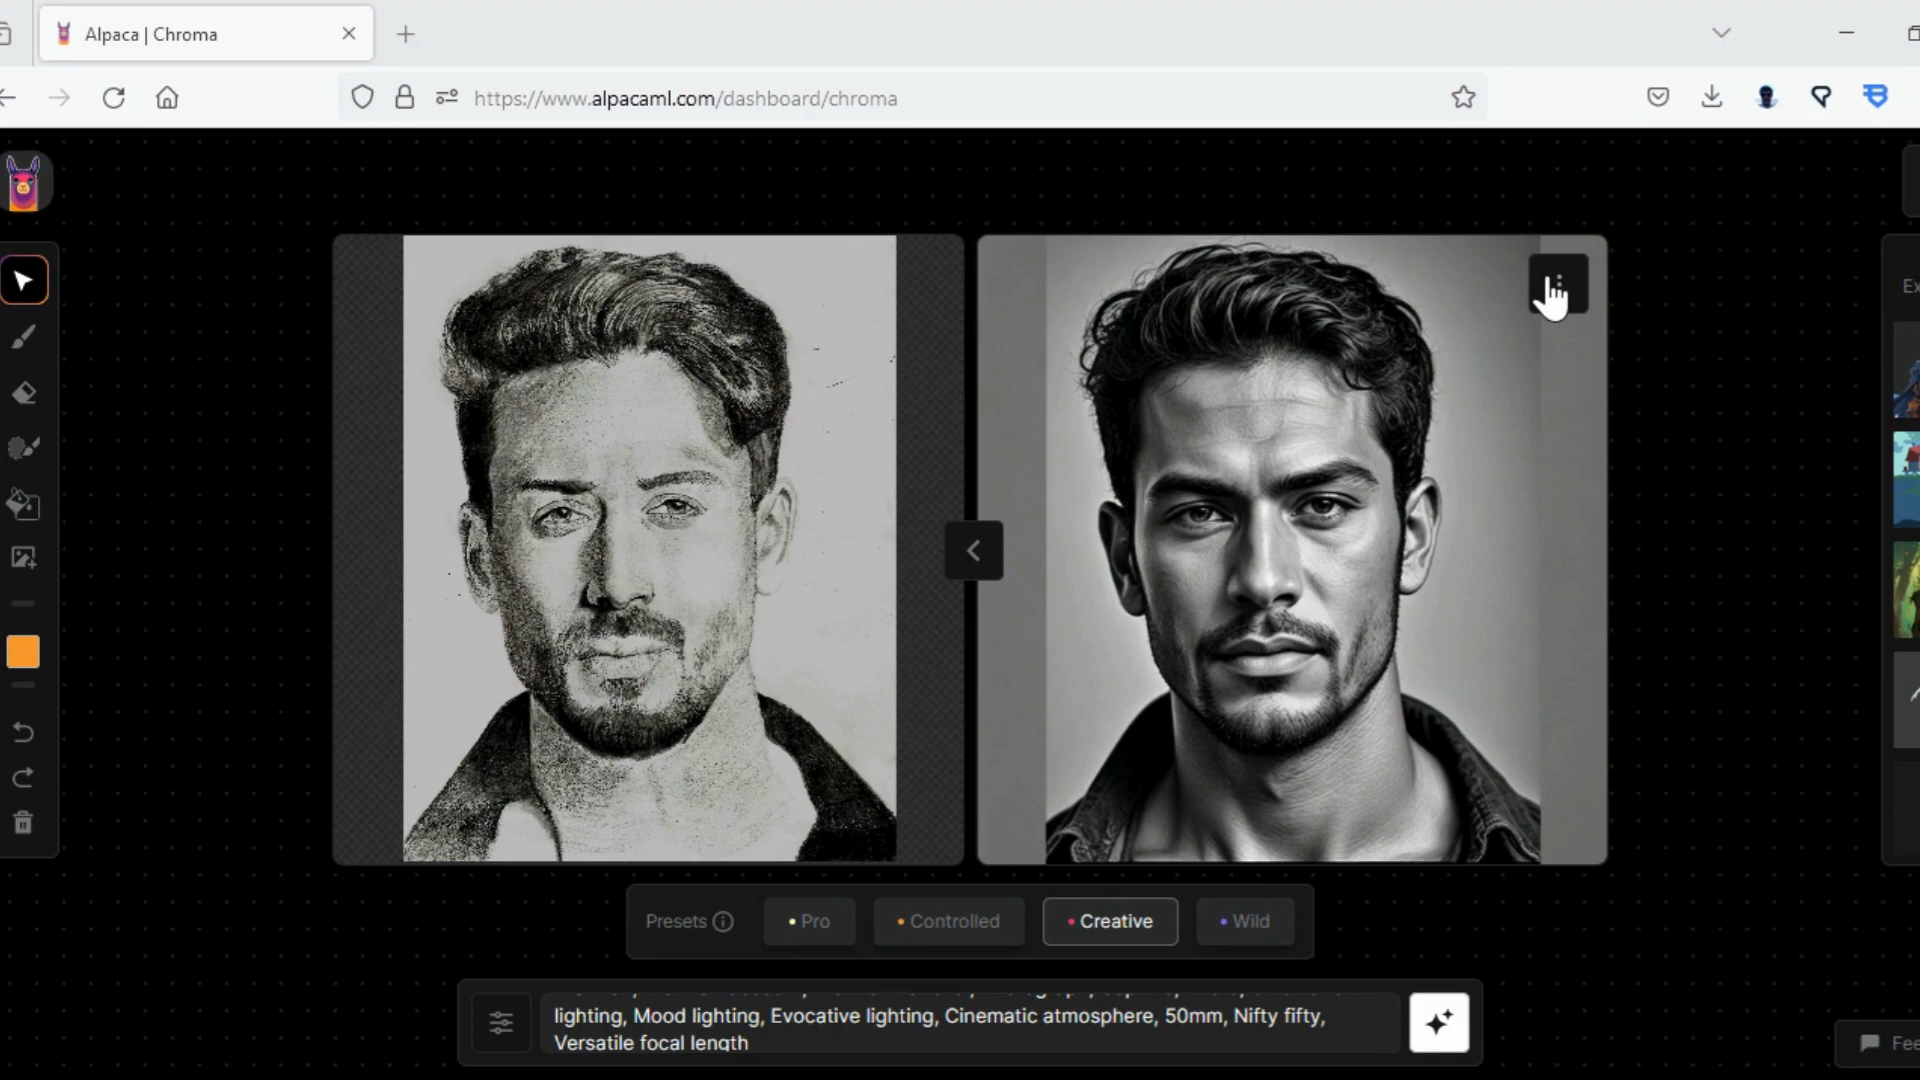 Alpaca | Chroma
https://www.alpacaml.com/dashboard/chroma
Presets
Pro
Controlled
Creative
Wild
lighting, Mood lighting, Evocative lighting, Cinematic atmosphere, 50mm, Nifty fifty,
Versatile focal length